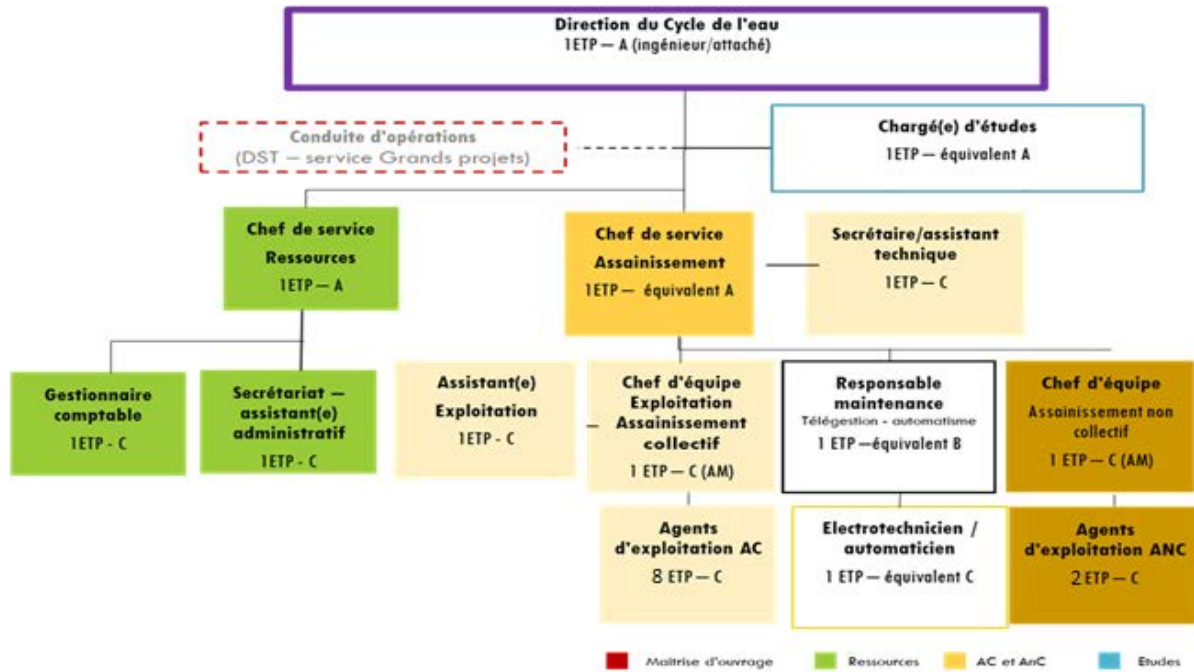 Direction du Cycle de l'eau
1ETP – A (ingénieur/attaché)
Conduite d'opérations
(DST – service Grands projets)
Chargé(e) d'études
1ETP – équivalent A
Chef de service
Ressources
1ETP – A
Chef de service
Assainissement
1ETP – équivalent A
Secrétaire/assistant
technique
1ETP – C
Gestionnaire
comptable
1ETP - C
Secrétariat –
assistant(e)
administratif
1ETP - C
Assistant(e)
Exploitation
1ETP - C
Chef d'équipe
Exploitation
Assainissement
collectif
1 ETP – C (AM)
Responsable
maintenance
Télégestion - automatisme
1 ETP –équivalent B
Chef d'équipe
Assainissement non
collectif
1 ETP – C (AM)
Agents
d'exploitation AC
8 ETP – C
Electrotechnicien /
automaticien
1 ETP – équivalent C
Agents
d'exploitation ANC
2 ETP – C
Maîtrise d'ouvrage
Ressources
AC et AnC
Etudes